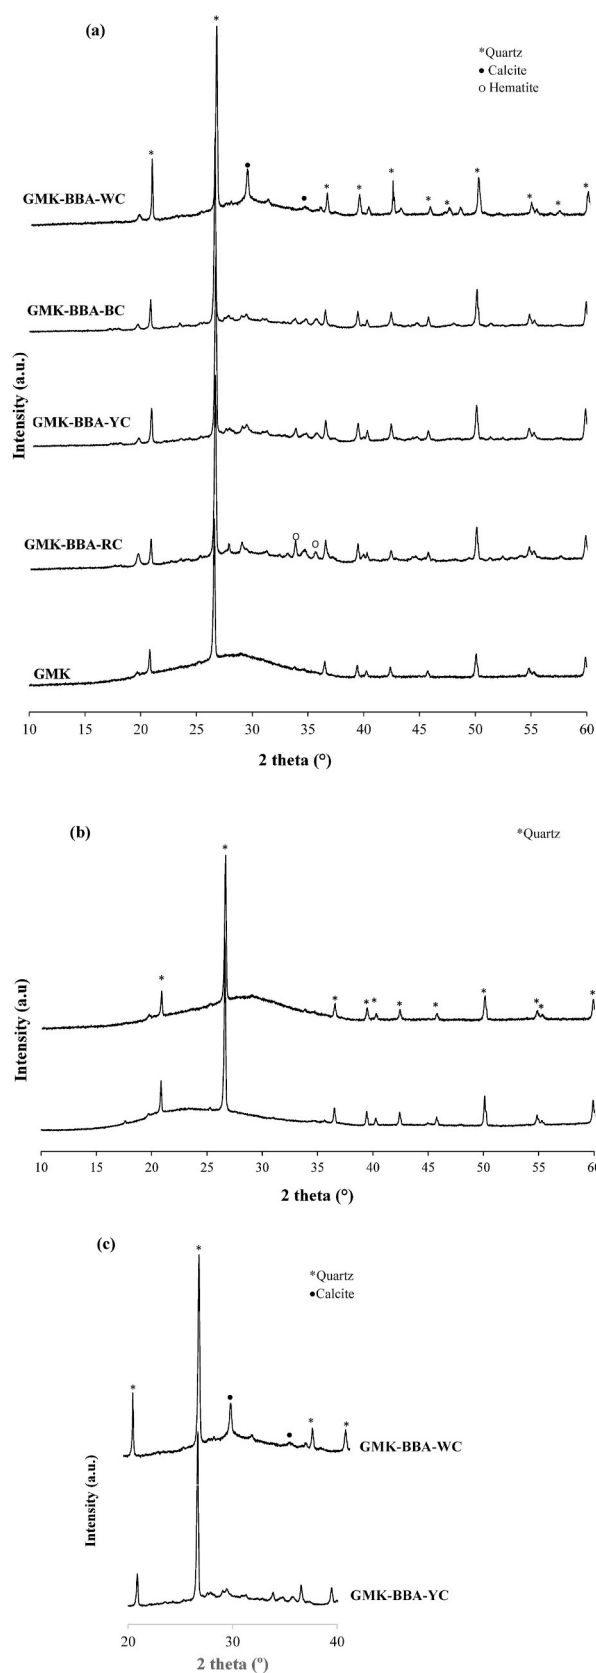 (a)
*Quartz
● Calcite
o Hematite
GMK-BBA-WC
GMK-BBA-BC
GMK-BBA-YC
GMK-BBA-RC
GMK
Intensity (a.u.)
10 15 20 25 30 35 40 45 50 55 60
2 theta (°)
(b)
*Quartz
Intensity (a.u)
10 15 20 25 30 35 40 45 50 55 60
2 theta (°)
(c)
*Quartz
●Calcite
GMK-BBA-WC
GMK-BBA-YC
Intensity (a.u.)
20 30 40
2 theta (º)